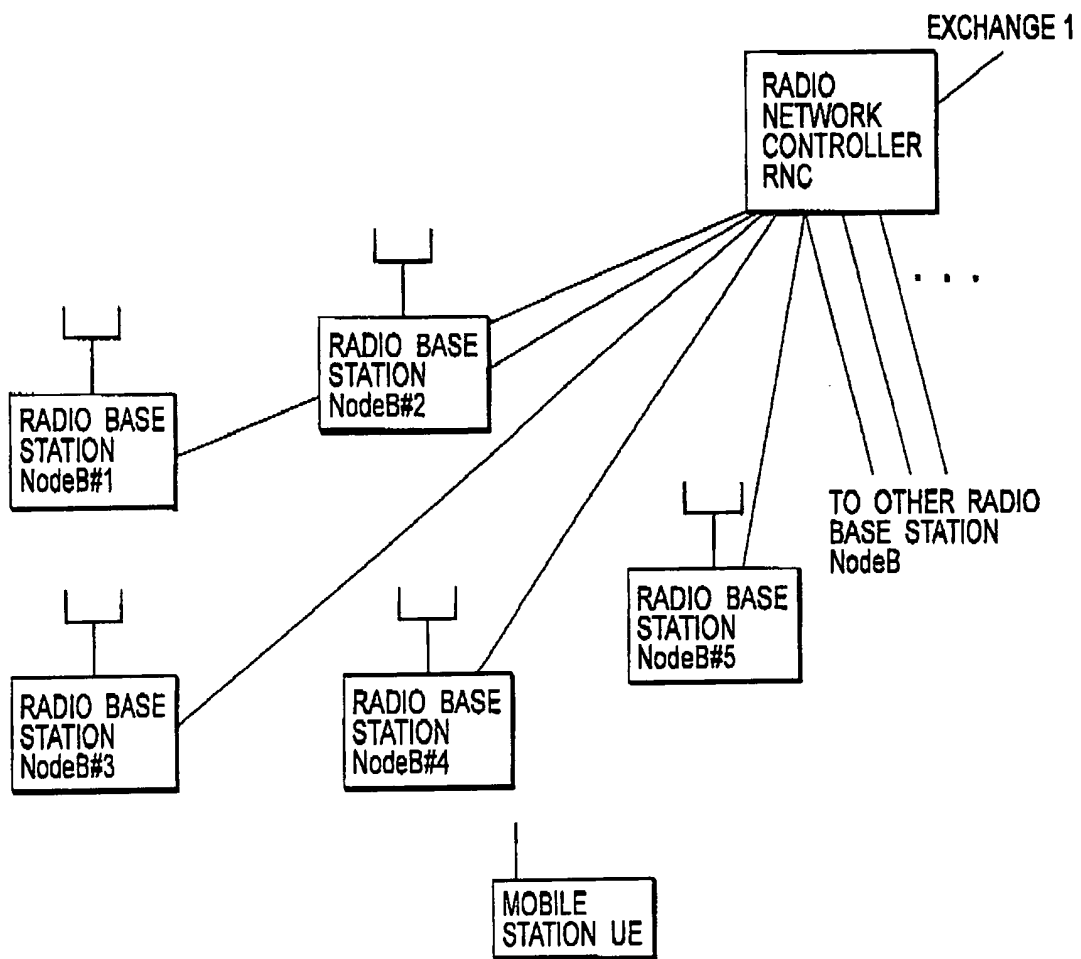 EXCHANGE 1
RADIO
NETWORK
CONTROLLER
RNC
. . .
RADIO BASE
STATION
NodeB#2
RADIO BASE
STATION
NodeB#1
TO OTHER RADIO
BASE STATION
NodeB
RADIO BASE
STATION
NodeB#5
RADIO BASE
STATION
NodeB#3
RADIO BASE
STATION
NodeB#4
MOBILE
STATION UE